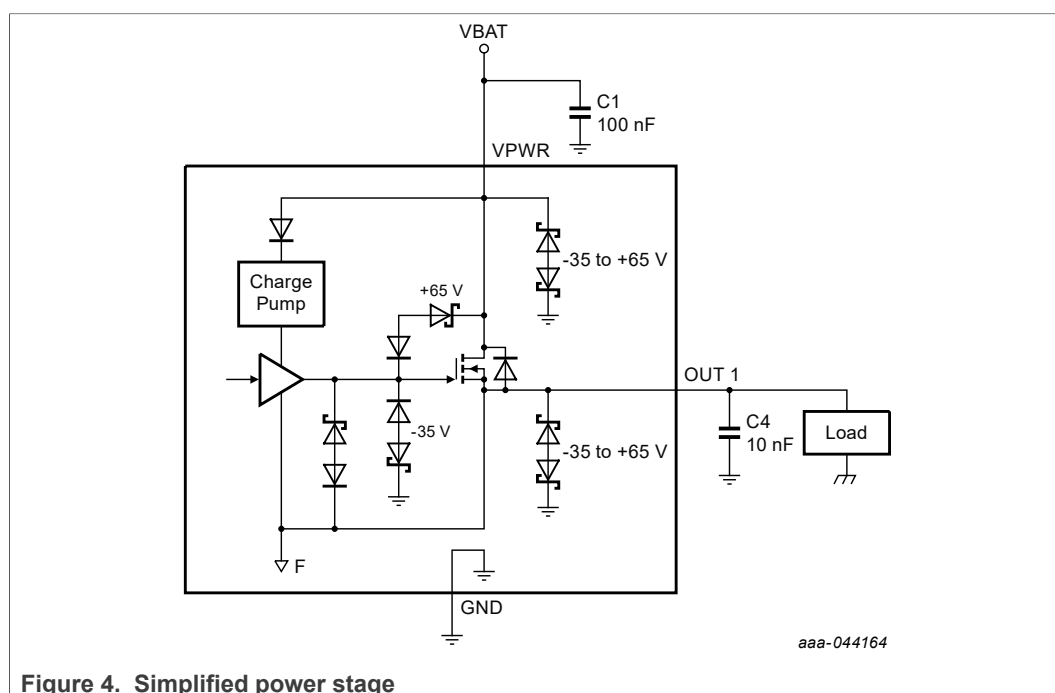 VBAT
C1
100 nF
VPWR
-35 to +65 V
Charge
Pump
+65 V
OUT 1
C4
10 nF
Load
-35 V
-35 to +65 V
F
GND
aaa-044164
Figure 4. Simplified power stage